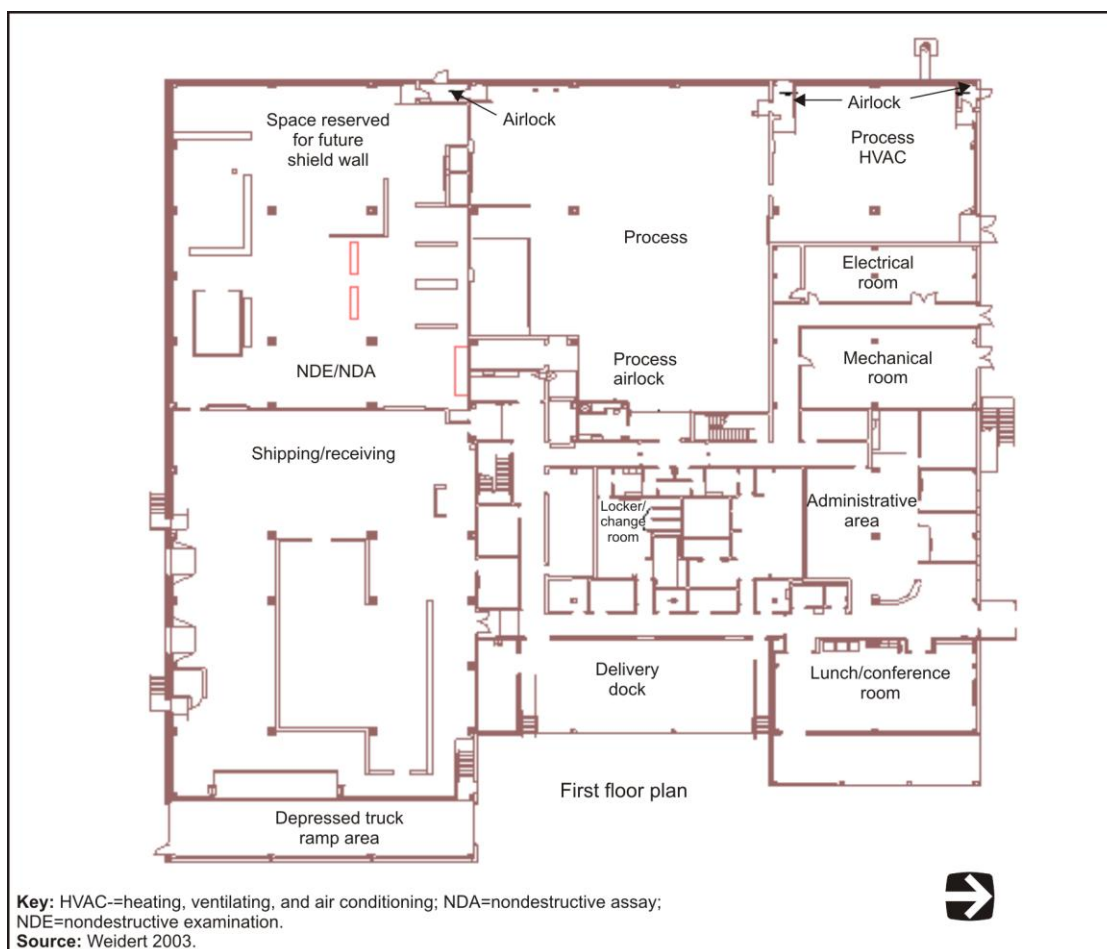 Space reserved
for future
shield wall
Airlock
Airlock
Process
HVAC
Process
Electrical
room
Process
airlock
Mechanical
room
NDE/NDA
Shipping/receiving
Locker/
change
room
Administrative
area
Delivery
dock
Lunch/conference
room
First floor plan
Depressed truck
ramp area
Key: HVAC-=heating, ventilating, and air conditioning; NDA=nondestructive assay;
NDE=nondestructive examination.
Source: Weidert 2003.